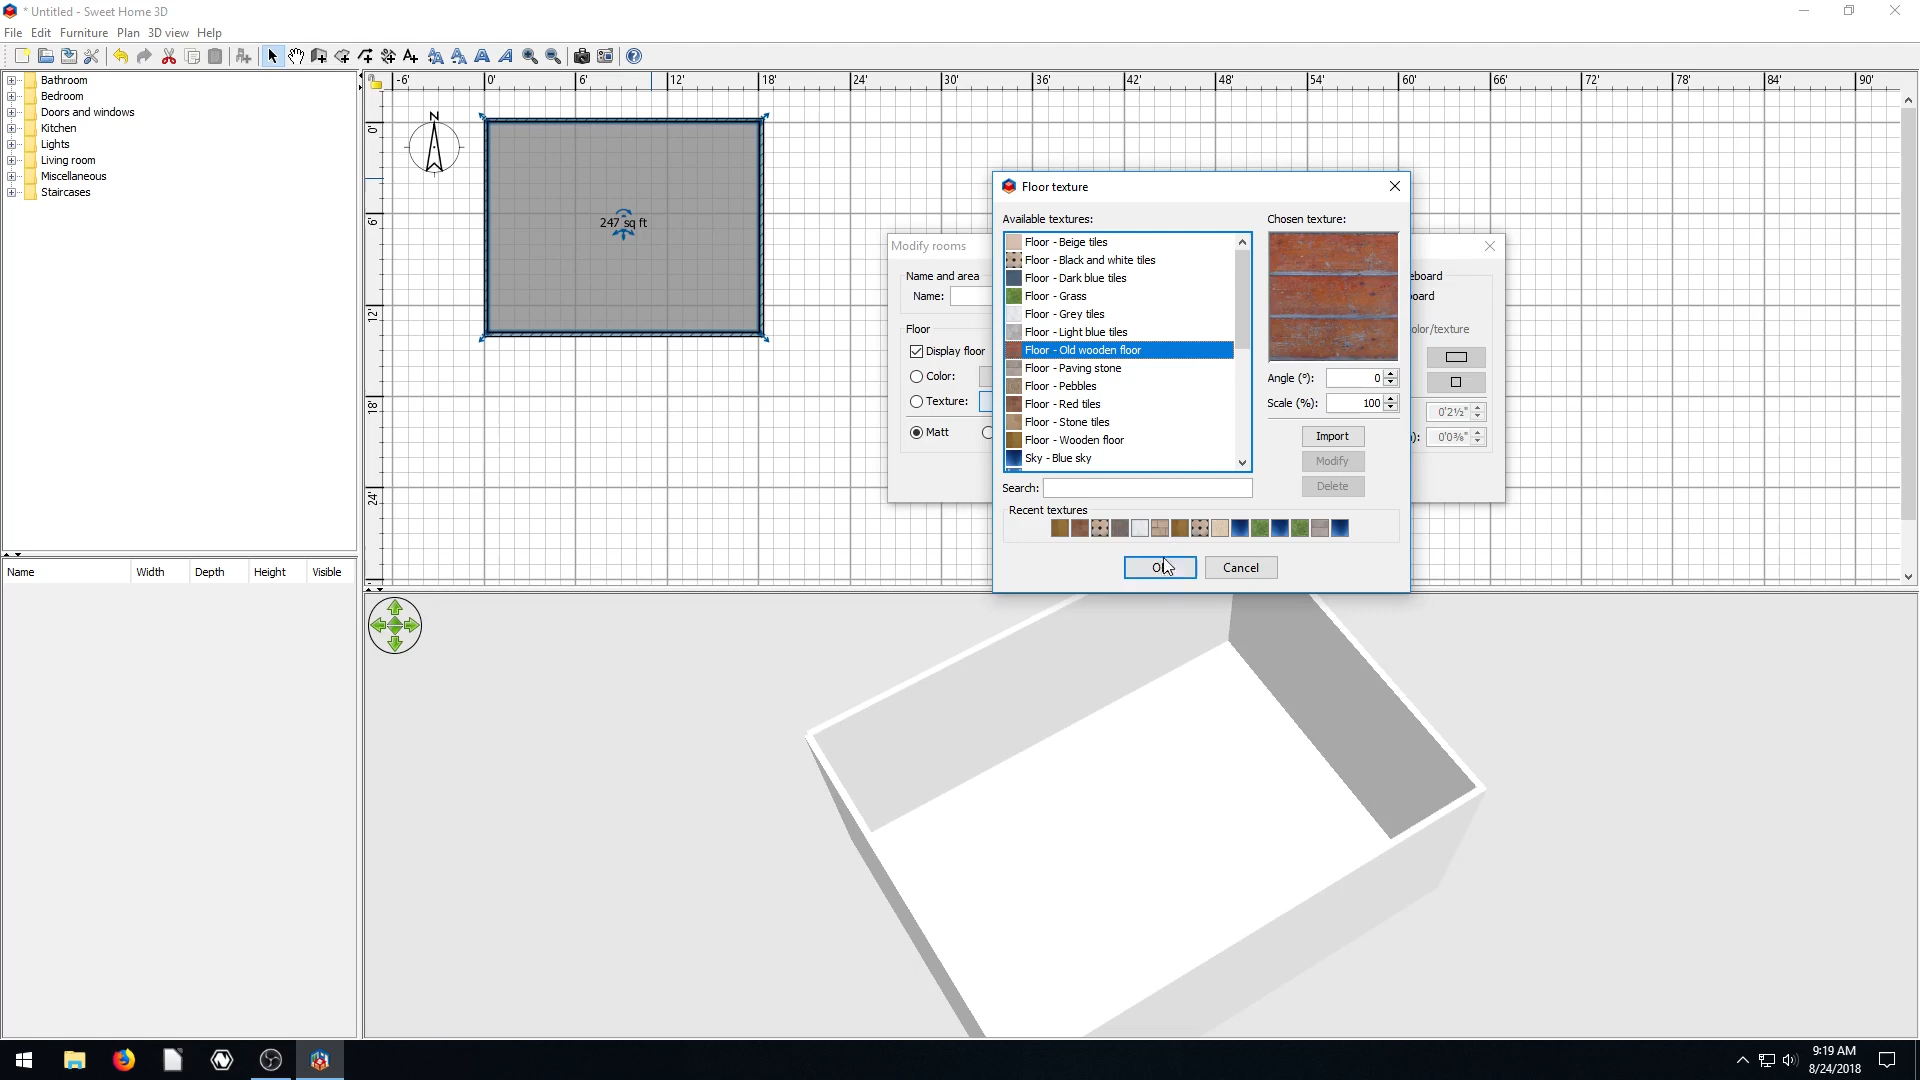 * Untitled - Sweet Home 3D
File Edit Furniture Plan 3D view Help
Bathroom
Bedroom
Doors and windows
Kitchen
Lights
Living room
Miscellaneous
Staircases
Name Width Depth Height Visible
-6' 0' 6' 12' 18' 24' 30' 36' 42' 48' 54' 60' 66' 72' 78' 84' 90'
0'
6'
12'
18'
24'
N
247 sq ft
Modify rooms
Name and area
Name:
Floor
Display floor
Color:
Texture:
Matt
eboard
oard
olor/texture
0'2½"
0'0⅜"
Floor texture
Available textures:
Floor - Beige tiles
Floor - Black and white tiles
Floor - Dark blue tiles
Floor - Grass
Floor - Grey tiles
Floor - Light blue tiles
Floor - Old wooden floor
Floor - Paving stone
Floor - Pebbles
Floor - Red tiles
Floor - Stone tiles
Floor - Wooden floor
Sky - Blue sky
Search:
Chosen texture:
Angle (°): 0
Scale (%): 100
Import
Modify
Delete
Recent textures
OK Cancel
9:19 AM
8/24/2018